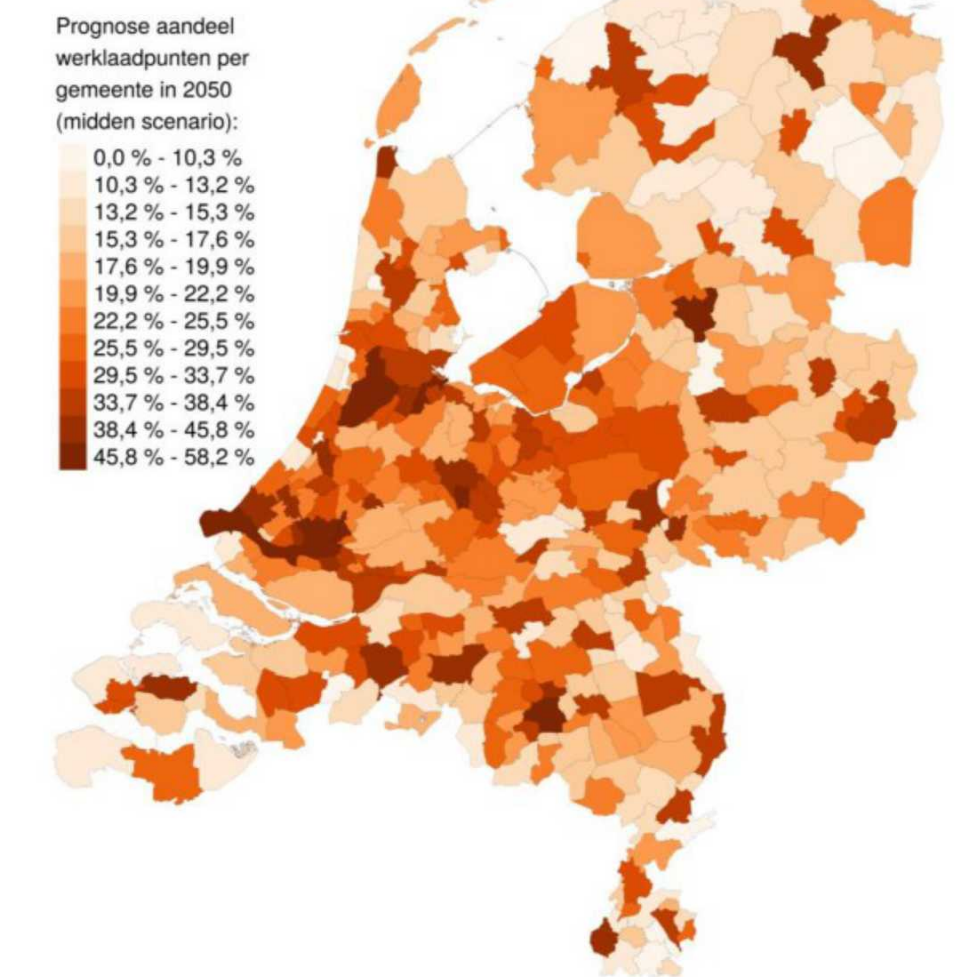 Prognose aandeel
werklaadpunten per
gemeente in 2050
(midden scenario):
0,0 % - 10,3 %
10,3 % - 13,2 %
13,2 % - 15,3 %
15,3 % - 17,6 %
17,6 % - 19,9 %
19,9 % - 22,2 %
22,2 % - 25,5 %
25,5 % - 29,5 %
29,5 % - 33,7 %
33,7 % - 38,4 %
38,4 % - 45,8 %
45,8 % - 58,2 %